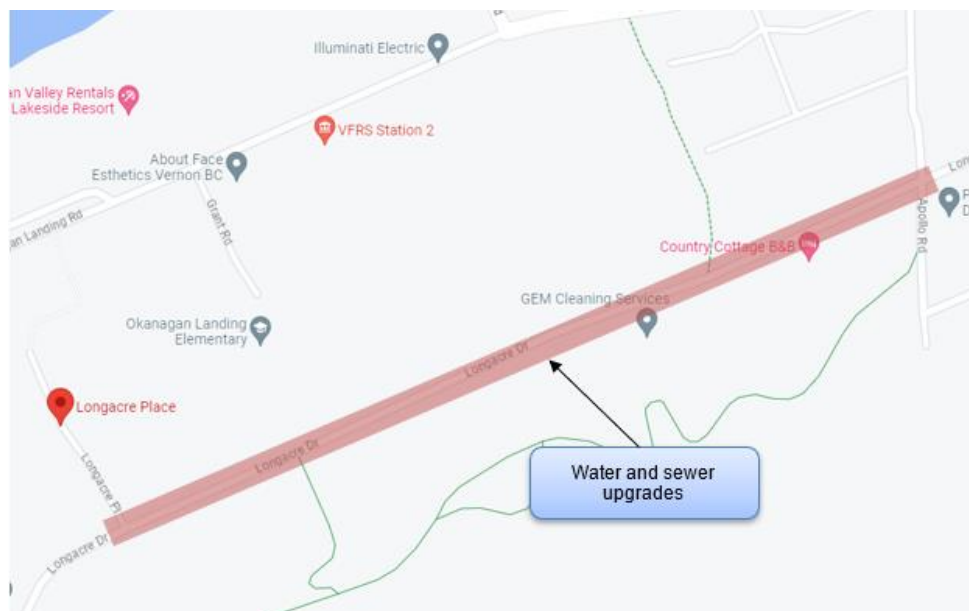 Illuminati Electric
an Valley Rentals
Lakeside Resort
VFRS Station 2
About Face
Esthetics Vernon BC
Lon
P
D
Apollo Rd
an Landing Rd
Grant Rd
Country Cottage B&B
GEM Cleaning Services
Okanagan Landing
Elementary
Longacre Dr
Longacre Place
Longacre Dr
Longacre Pl
Water and sewer
upgrades
Longacre Dr